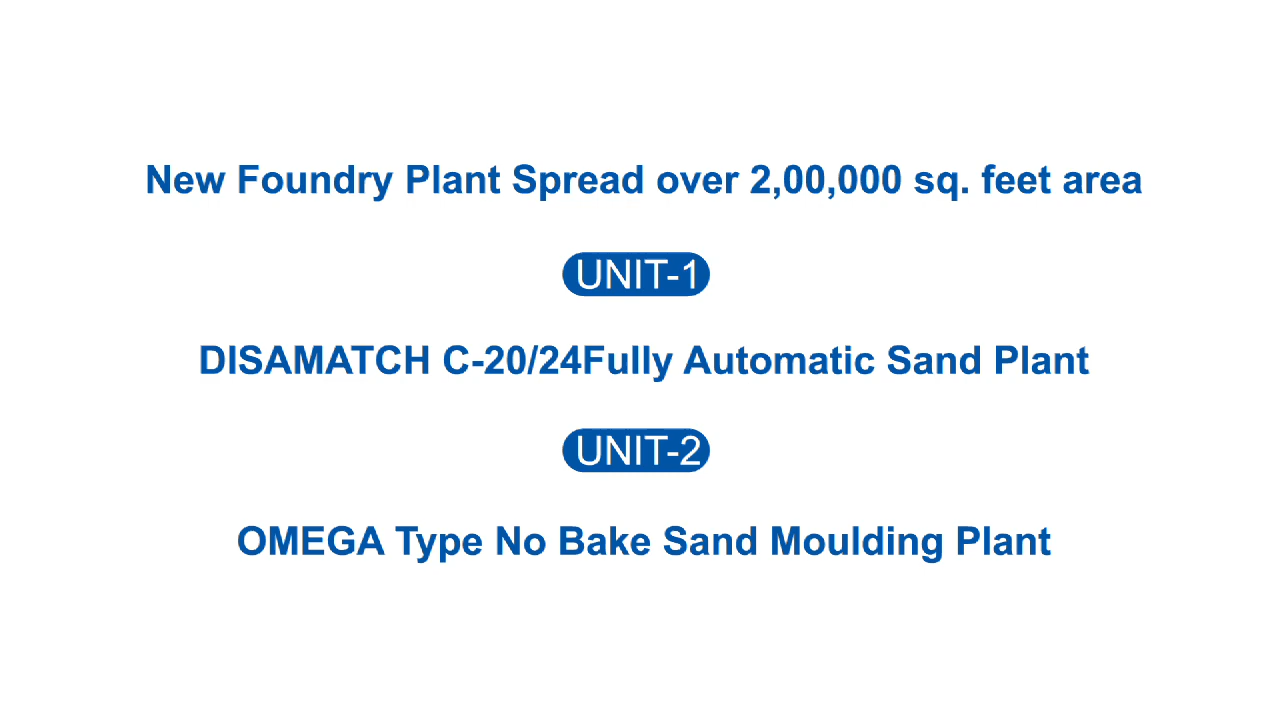 New Foundry Plant Spread over 2,00,000 sq. feet area
UNIT-1
DISAMATCH C-20/24Fully Automatic Sand Plant
UNIT-2
OMEGA Type No Bake Sand Moulding Plant